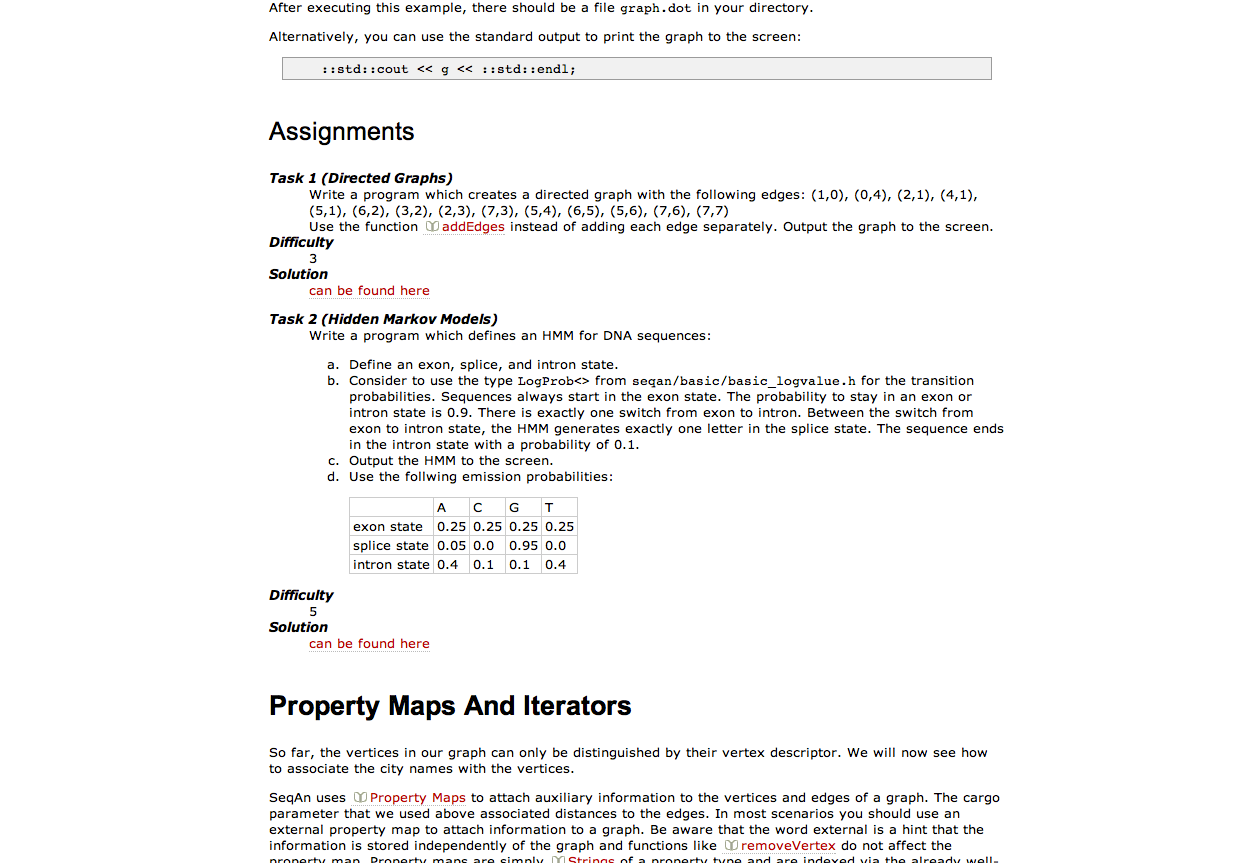 After executing this example, there should be a file graph.dot in your directory.
Alternatively, you can use the standard output to print the graph to the screen:
::std::cout << g << ::std::endl;
Assignments
Task 1 (Directed Graphs)
Write a program which creates a directed graph with the following edges: (1,0), (0,4), (2,1), (4,1),
(5,1), (6,2), (3,2), (2,3), (7,3), (5,4), (6,5), (5,6), (7,6), (7,7)
Use the function addEdges instead of adding each edge separately. Output the graph to the screen.
Difficulty
3
Solution
can be found here
Task 2 (Hidden Markov Models)
Write a program which defines an HMM for DNA sequences:
a. Define an exon, splice, and intron state.
b. Consider to use the type LogProb<> from seqan/basic/basic_logvalue.h for the transition
probabilities. Sequences always start in the exon state. The probability to stay in an exon or
intron state is 0.9. There is exactly one switch from exon to intron. Between the switch from
exon to intron state, the HMM generates exactly one letter in the splice state. The sequence ends
in the intron state with a probability of 0.1.
c. Output the HMM to the screen.
d. Use the follwing emission probabilities:
A C G T
exon state 0.25 0.25 0.25 0.25
splice state 0.05 0.0 0.95 0.0
intron state 0.4 0.1 0.1 0.4
Difficulty
5
Solution
can be found here
Property Maps And Iterators
So far, the vertices in our graph can only be distinguished by their vertex descriptor. We will now see how
to associate the city names with the vertices.
SeqAn uses Property Maps to attach auxiliary information to the vertices and edges of a graph. The cargo
parameter that we used above associated distances to the edges. In most scenarios you should use an
external property map to attach information to a graph. Be aware that the word external is a hint that the
information is stored independently of the graph and functions like removeVertex do not affect the
property map. Property maps are simply Strings of a property type and are indexed via the already well-